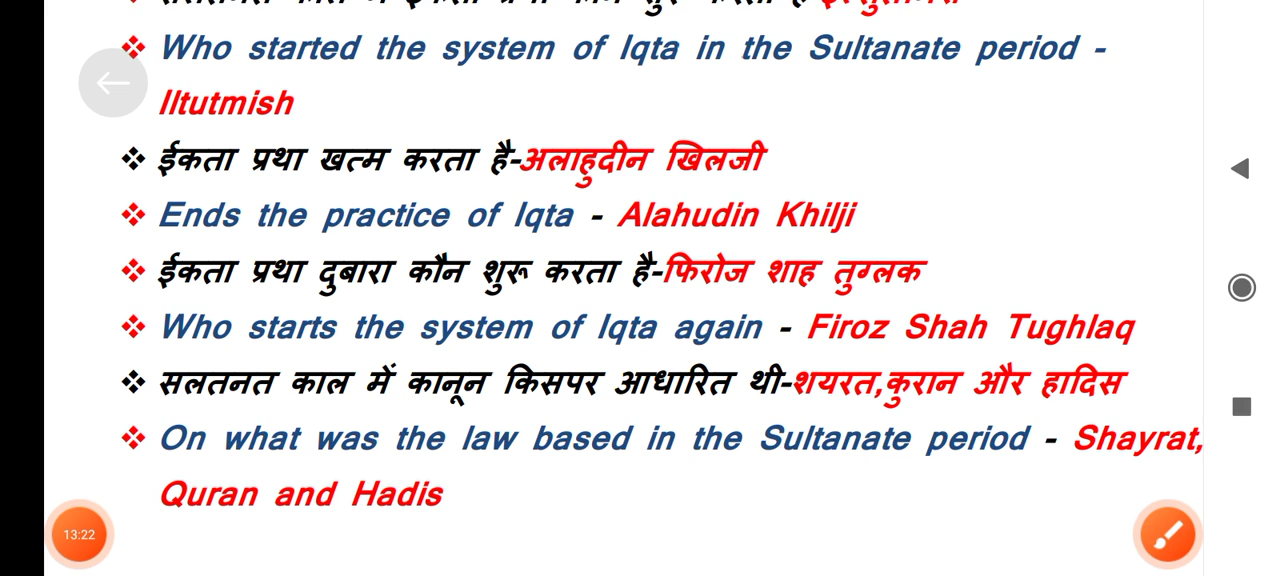 Who started the system of Iqta in the Sultanate period -
Iltutmish
ईकता प्रथा खत्म करता है-अलाहुदीन खिलजी
Ends the practice of Iqta - Alahudin Khilji
ईकता प्रथा दुबारा कौन शुरू करता है-फिरोज शाह तुग्लक
Who starts the system of Iqta again - Firoz Shah Tughlaq
सलतनत काल में कानून किसपर आधारित थी-शयरत,कुरान और हादिस
On what was the law based in the Sultanate period - Shayrat,
Quran and Hadis
13:22